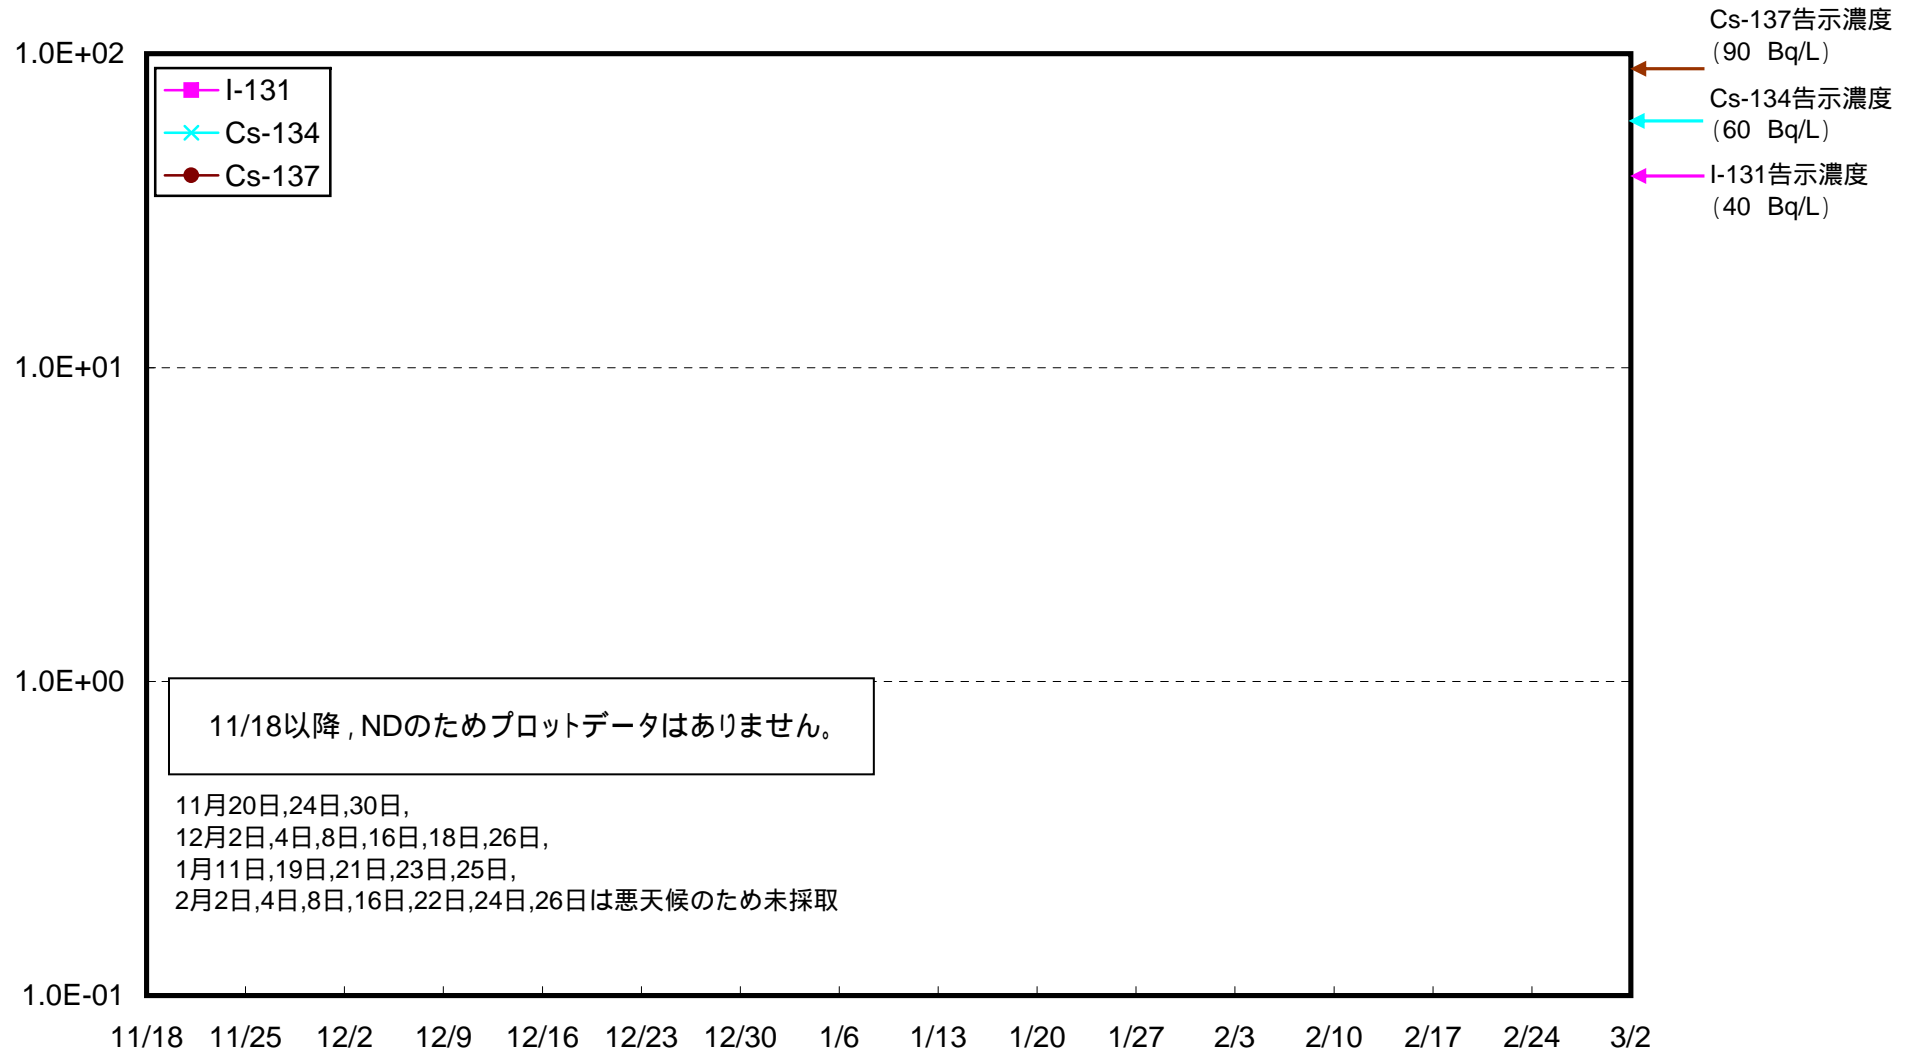 Cs-137告示濃度
(90 Bq/L)
Cs-134告示濃度
(60 Bq/L)
I-131告示濃度
(40 Bq/L)
1.0E+02
1.0E+01
1.0E+00
1.0E-01
I-131
Cs-134
Cs-137
11/18以降,NDのためプロットデータはありません。
11月20日,24日,30日,
12月2日,4日,8日,16日,18日,26日,
1月11日,19日,21日,23日,25日,
2月2日,4日,8日,16日,22日,24日,26日は悪天候のため未採取
11/18 11/25 12/2 12/9 12/16 12/23 12/30 1/6 1/13 1/20 1/27 2/3 2/10 2/17 2/24 3/2